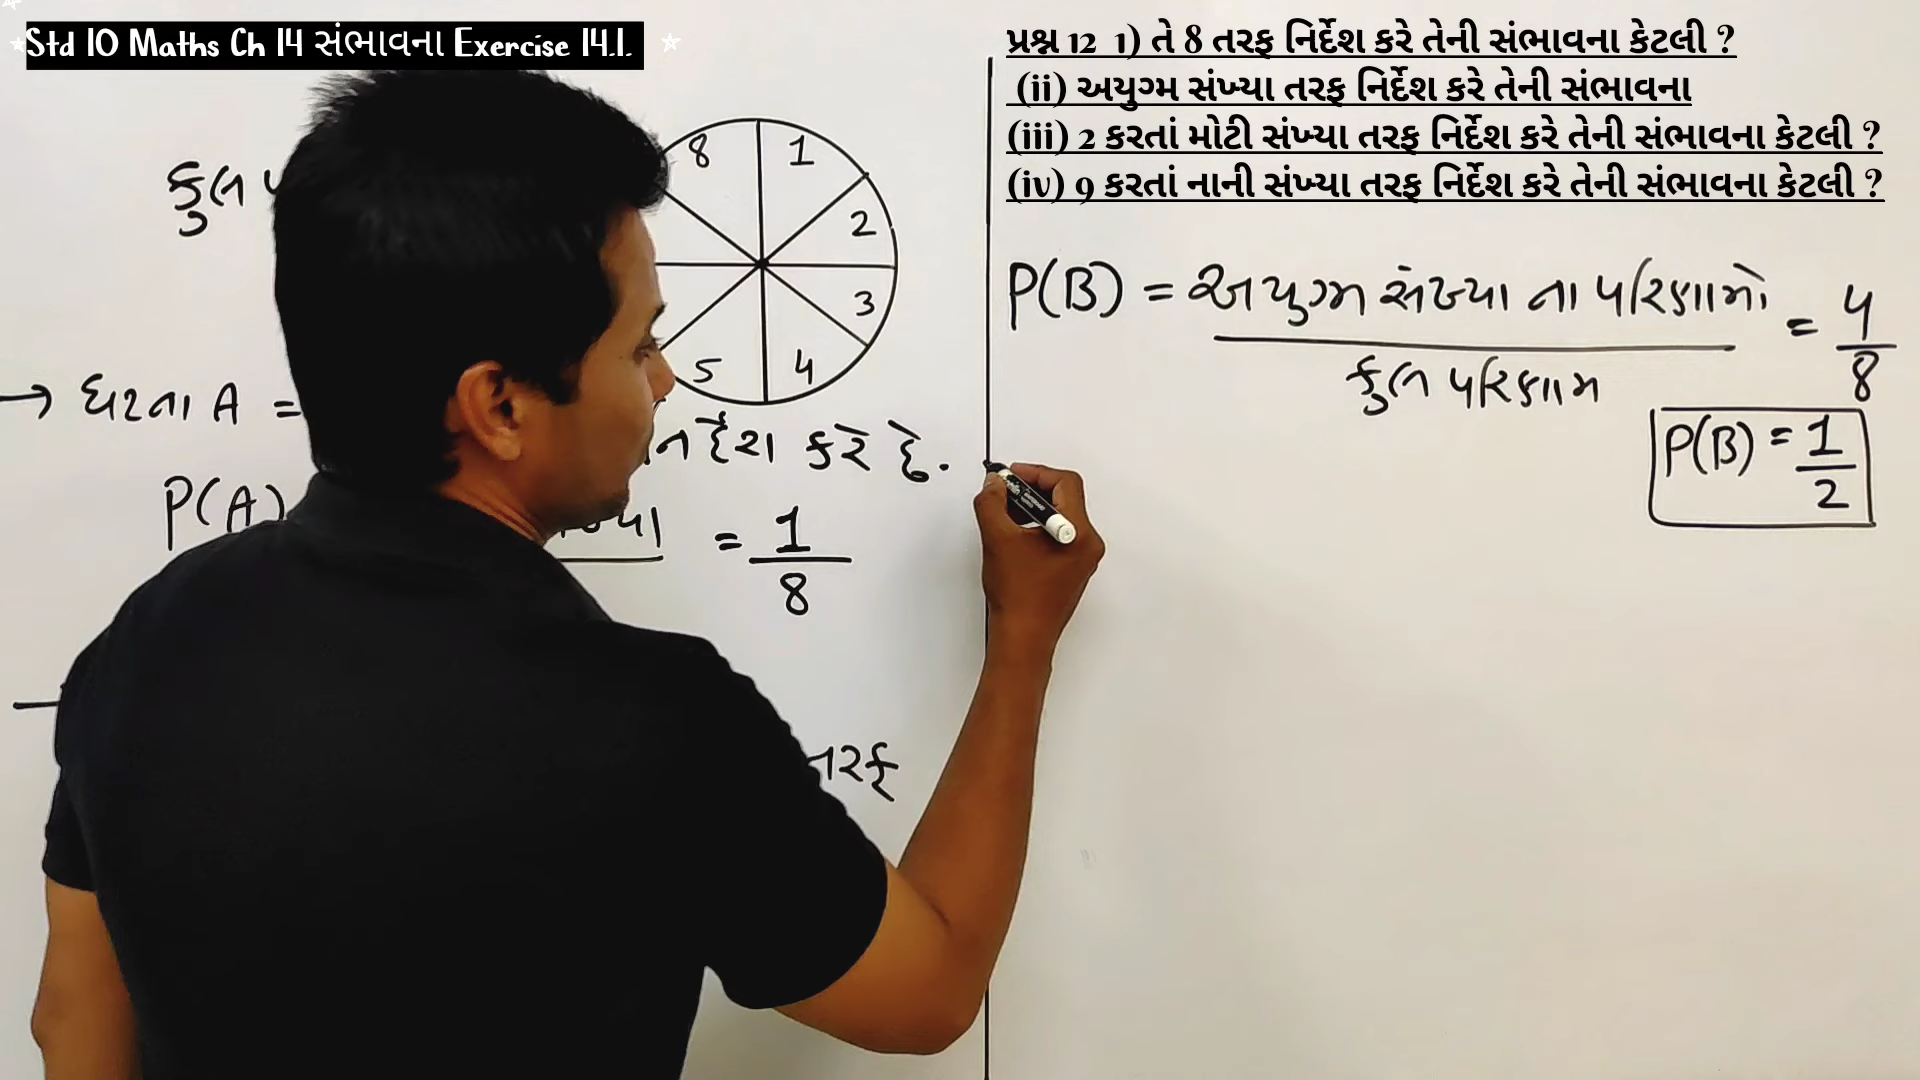 Std 10 Maths Ch 14 સંભાવના Exercise 14.1.
પ્રશ્ન 12 1) તે 8 તરફ નિર્દેશ કરે તેની સંભાવના કેટલી ?
(ii) અયુગ્મ સંખ્યા તરફ નિર્દેશ કરે તેની સંભાવના
(iii) 2 કરતાં મોટી સંખ્યા તરફ નિર્દેશ કરે તેની સંભાવના કેટલી ?
(iv) 9 કરતાં નાની સંખ્યા તરફ નિર્દેશ કરે તેની સંભાવના કેટલી ?
કુલ
8 1
2
3
5 4
→ ઘટના A =
કરે છે.
P(A)
= 1
8
તરફ
P(B) = અયુગ્મ સંખ્યા ના પરિણામો = 4
કુલ પરિણામ 8
P(B) = 1
2